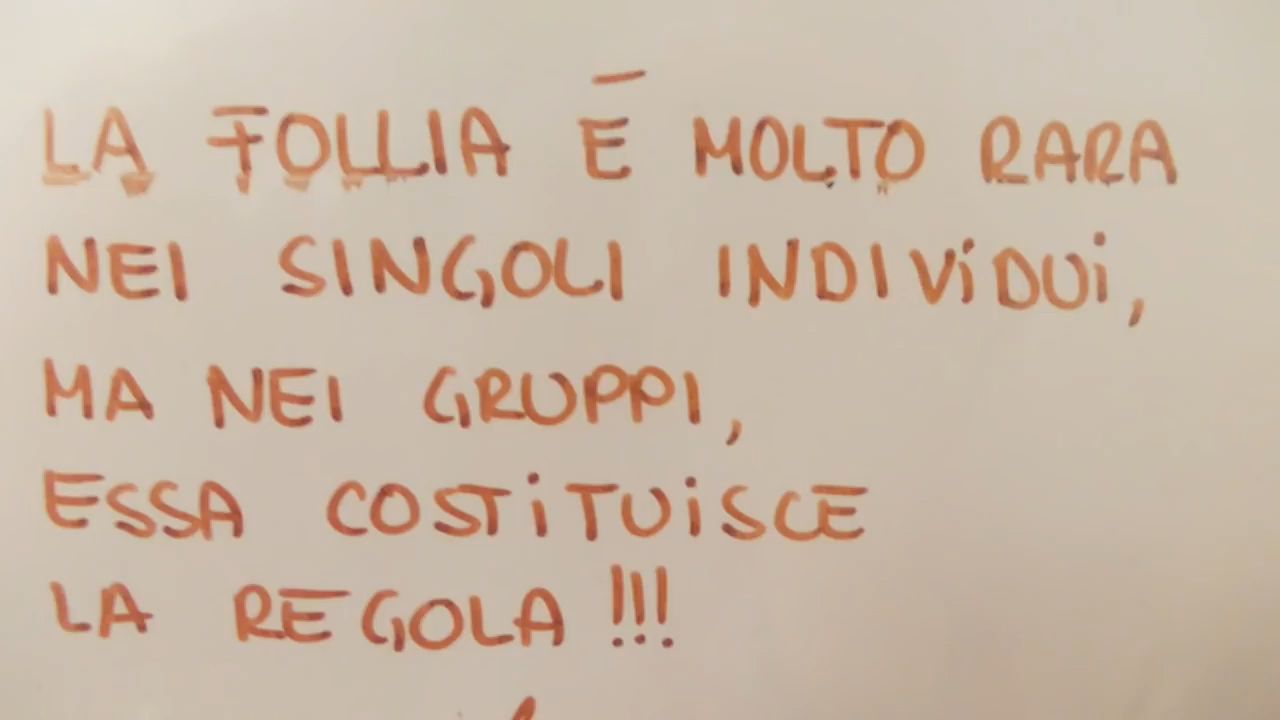 LA FOLLIA È MOLTO RARA
NEI SINGOLI INDIViDUi,
MA NEI GRUPPI,
ESSA COSTiTUiSCE
LA REGOLA!!!